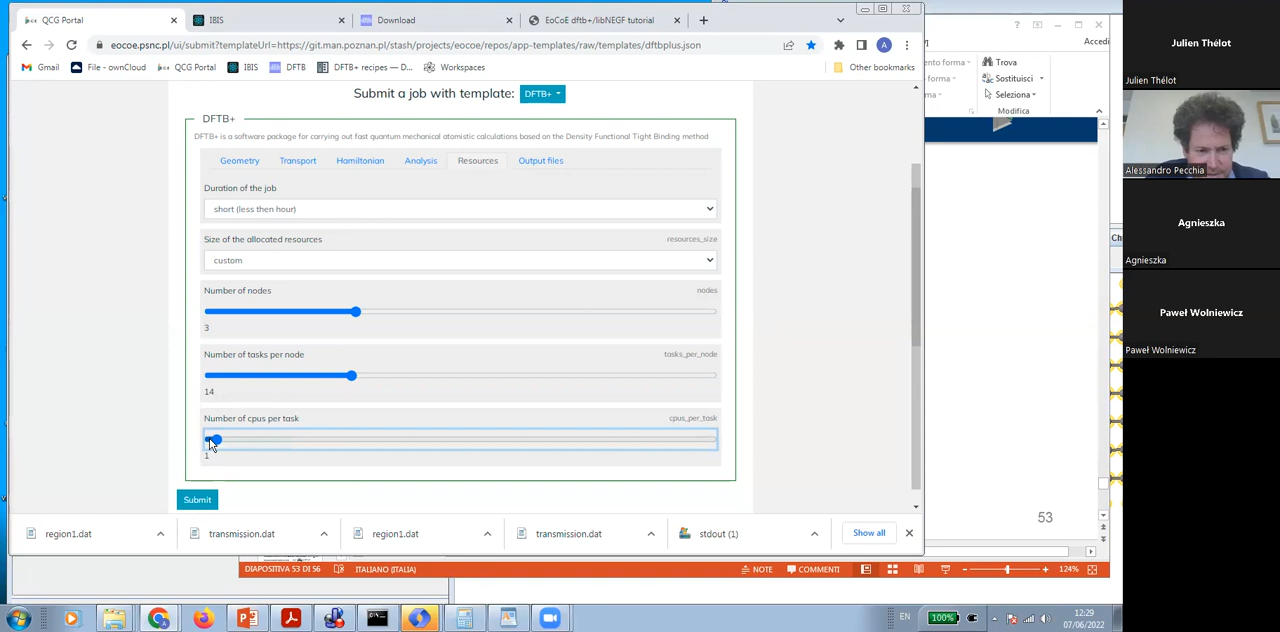 QCG Portal
IBIS
Download
EoCoE dftb+/libNEGF tutorial
eocoe.psnc.pl/ui/submit?templateUrl=https://git.man.poznan.pl/stash/projects/eocoe/repos/app-templates/raw/templates/dftbplus.json
A
Gmail
File - ownCloud
QCG Portal
IBIS
DFTB
DFTB+ recipes — D...
Workspaces
Other bookmarks
Submit a job with template: DFTB+
DFTB+
DFTB+ is a software package for carrying out fast quantum mechanical atomistic calculations based on the Density Functional Tight Binding method
Geometry
Transport
Hamiltonian
Analysis
Resources
Output files
Duration of the job
short (less then hour)
Size of the allocated resources
resources_size
custom
Number of nodes
nodes
3
Number of tasks per node
tasks_per_node
14
Number of cpus per task
cpus_per_task
1
Submit
region1.dat
transmission.dat
region1.dat
transmission.dat
stdout (1)
Show all
Accedi
mento forma
forma
ma
Trova
Sostituisci
Seleziona
Modifica
Ch
53
DIAPOSITIVA 53 DI 56
ITALIANO (ITALIA)
NOTE
COMMENTI
124%
EN
100%
12:29
07/06/2022
Julien Thélot
Julien Thélot
Alessandro Pecchia
Agnieszka
Agnieszka
Paweł Wolniewicz
Paweł Wolniewicz